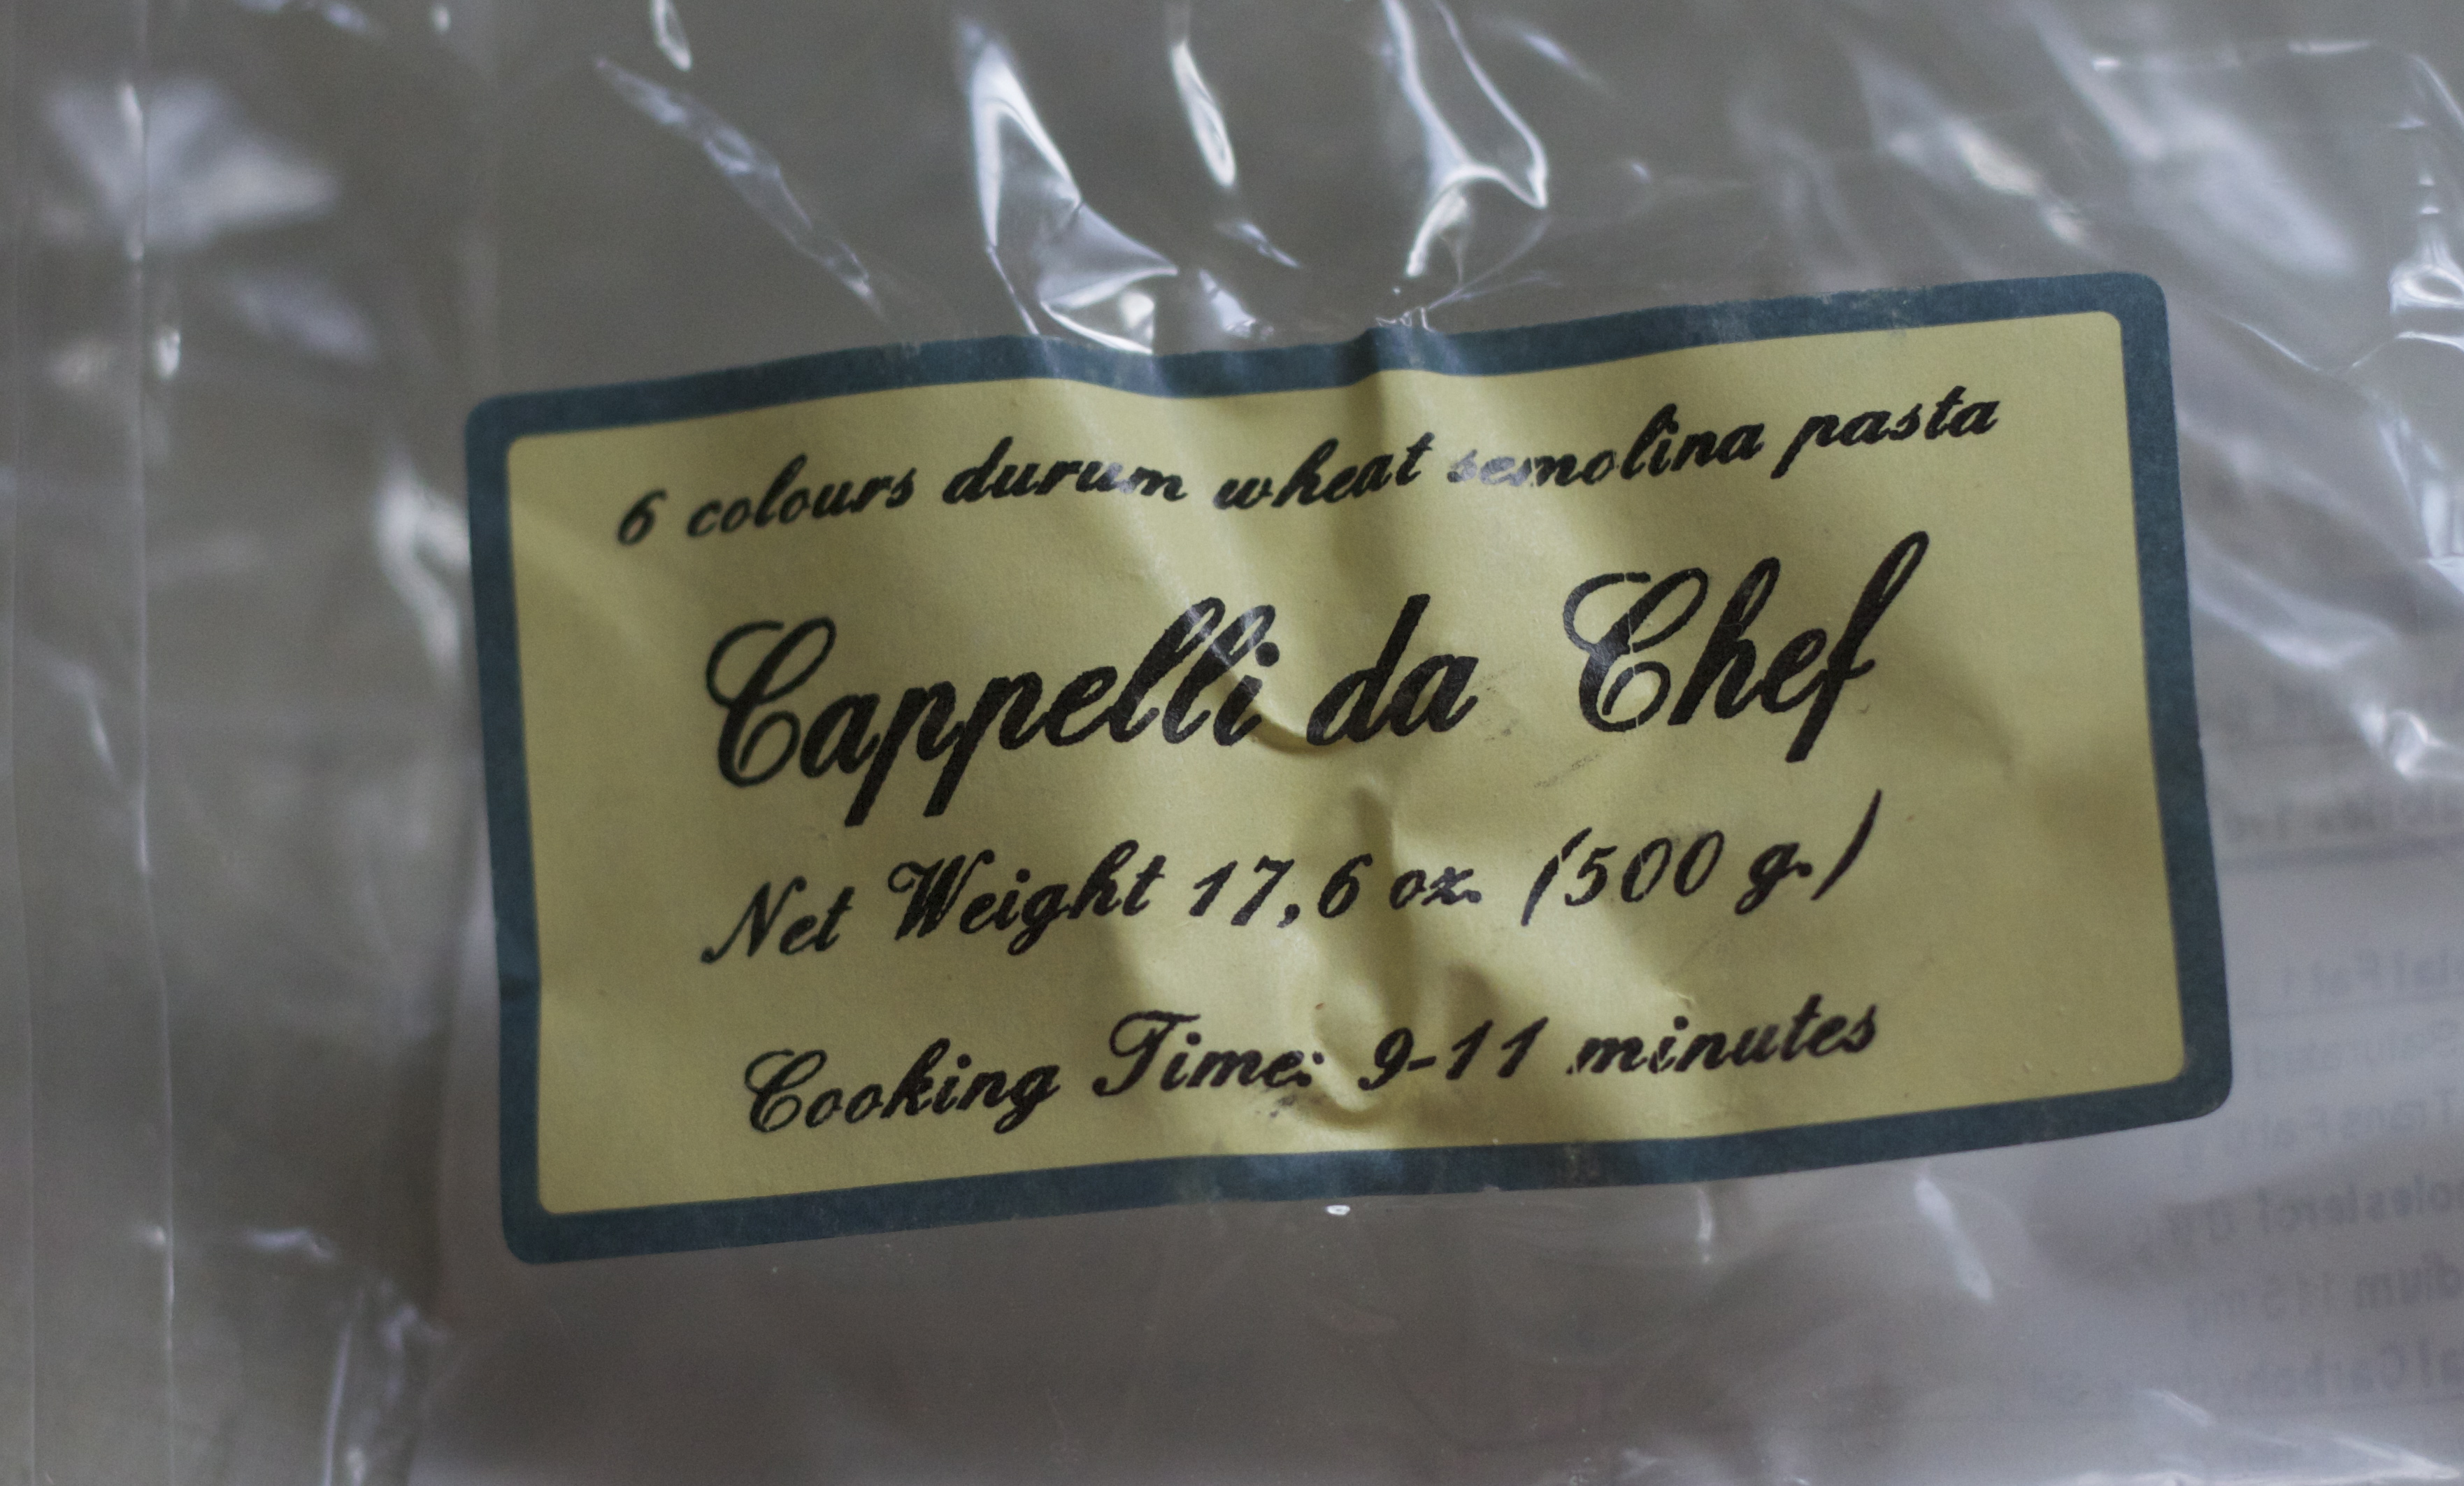 6 colours durum wheat semolina pasta
Cappelli da Chef
Net Weight 17,6 oz. (500 g.)
Cooking Time: 9-11 minutes